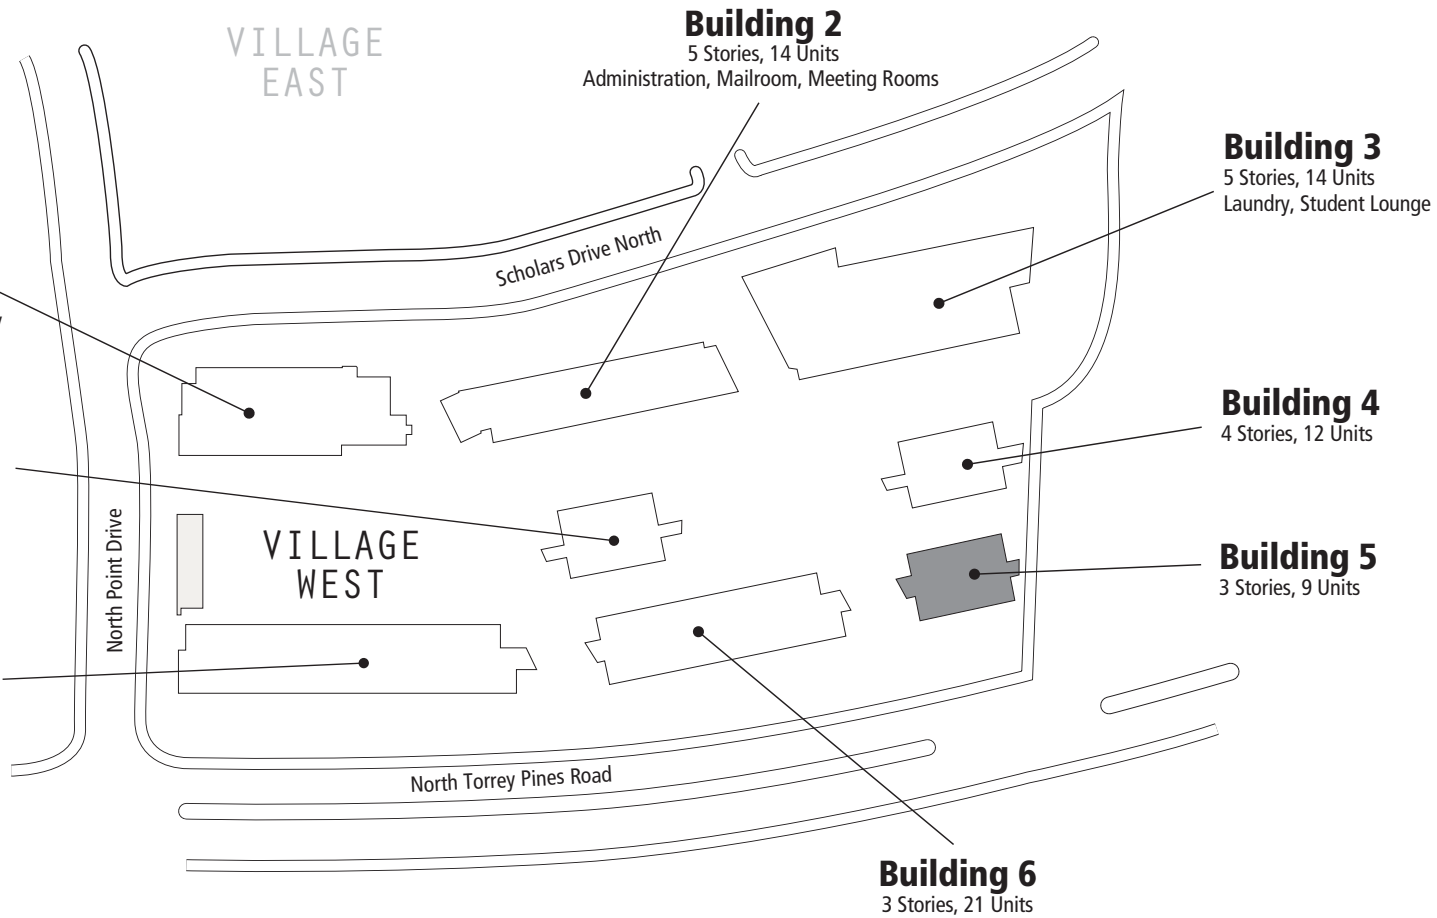 VILLAGE
EAST
Building 2
5 Stories, 14 Units
Administration, Mailroom, Meeting Rooms
Building 3
5 Stories, 14 Units
Laundry, Student Lounge
Scholars Drive North
Building 4
4 Stories, 12 Units
North Point Drive
VILLAGE
WEST
Building 5
3 Stories, 9 Units
North Torrey Pines Road
Building 6
3 Stories, 21 Units